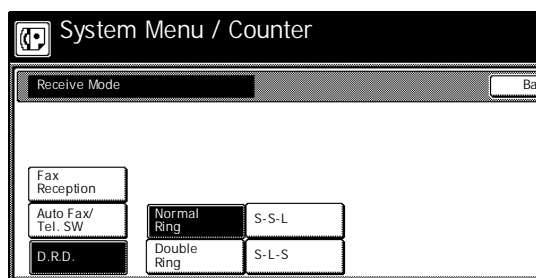 System Menu / Counter
Receive Mode
Ba
Fax
Reception
Auto Fax/
Tel. SW
Normal
Ring
S-S-L
D.R.D.
Double
Ring
S-L-S